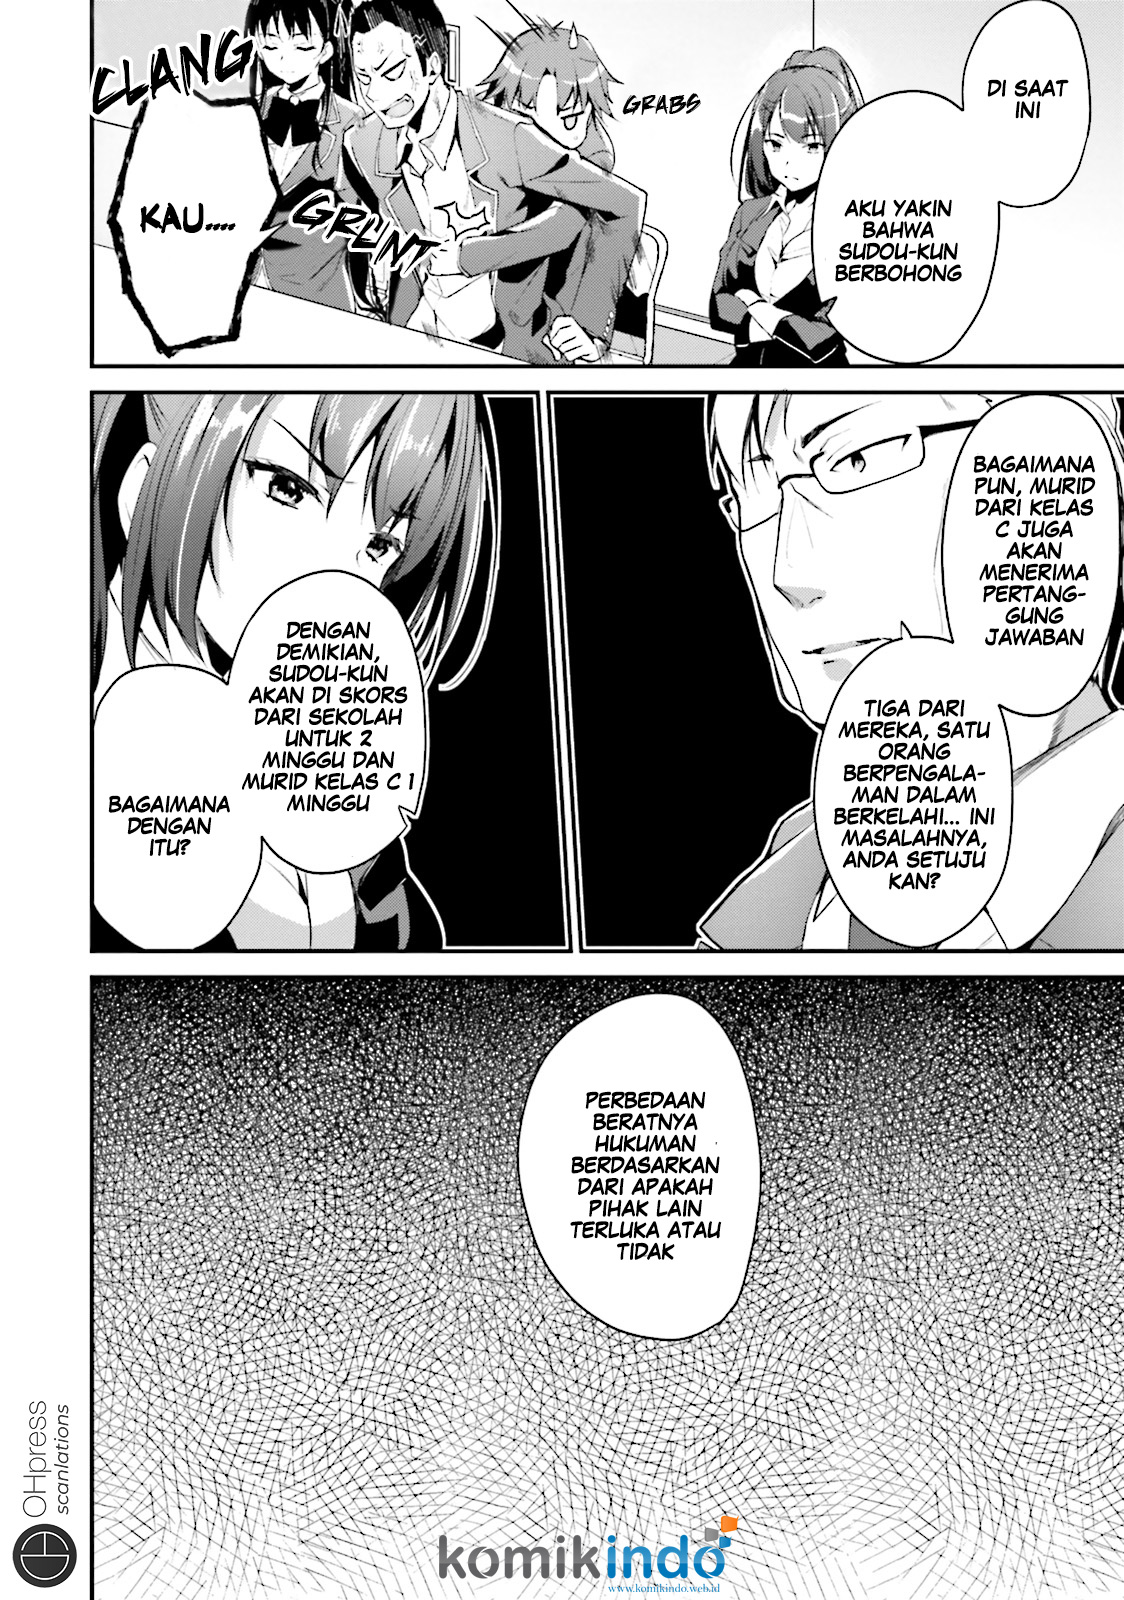 DI SAAT
INI
AKU YAKIN
BAHWA
SUDOU-KUN
BERBOHONG
GRABS
CLANG
GRUNT
KAU....
BAGAIMANA
PUN, MURID
DARI KELAS
C JUGA
AKAN
MENERIMA
PERTANG-
GUNG
JAWABAN
TIGA DARI
MEREKA, SATU
ORANG
BERPENGALA-
MAN DALAM
BERKELAHI... INI
MASALAHNYA,
ANDA SETUJU
KAN?
DENGAN
DEMIKIAN,
SUDOU-KUN
AKAN DI SKORS
DARI SEKOLAH
UNTUK 2
MINGGU DAN
MURID KELAS C 1
MINGGU
BAGAIMANA
DENGAN
ITU?
PERBEDAAN
BERATNYA
HUKUMAN
BERDASARKAN
DARI APAKAH
PIHAK LAIN
TERLUKA ATAU
TIDAK
OHpress
scanlations
komikindo
www.komikindo.web.id